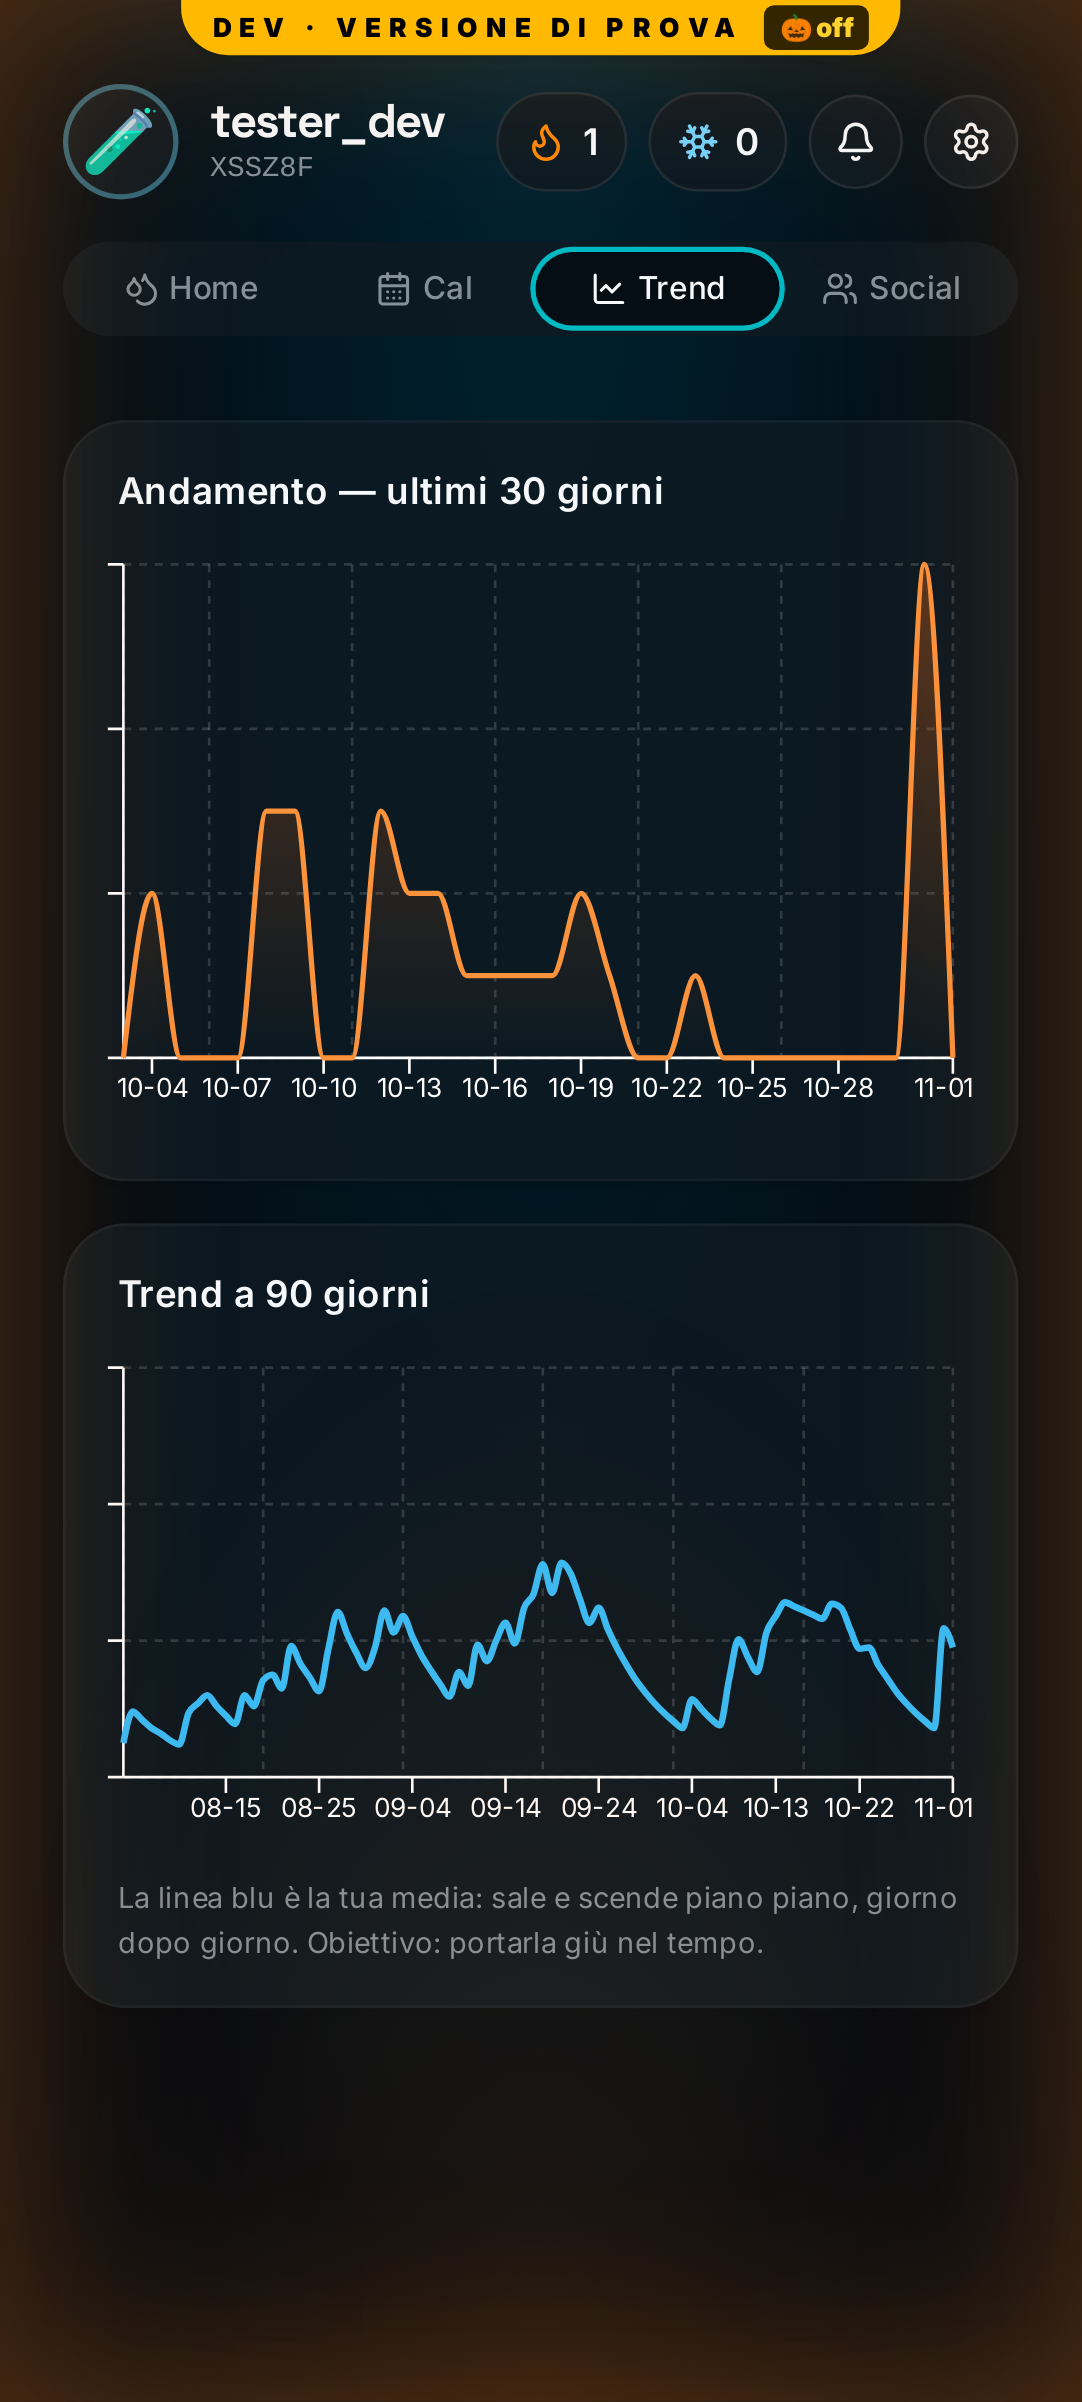 DEV · VERSIONE DI PROVA 🎃 off
tester_dev
XSSZ8F
1
0
Home
Cal
Trend
Social
Andamento — ultimi 30 giorni
10-04 10-07 10-10 10-13 10-16 10-19 10-22 10-25 10-28 11-01
Trend a 90 giorni
08-15 08-25 09-04 09-14 09-24 10-04 10-13 10-22 11-01
La linea blu è la tua media: sale e scende piano piano, giorno
dopo giorno. Obiettivo: portarla giù nel tempo.